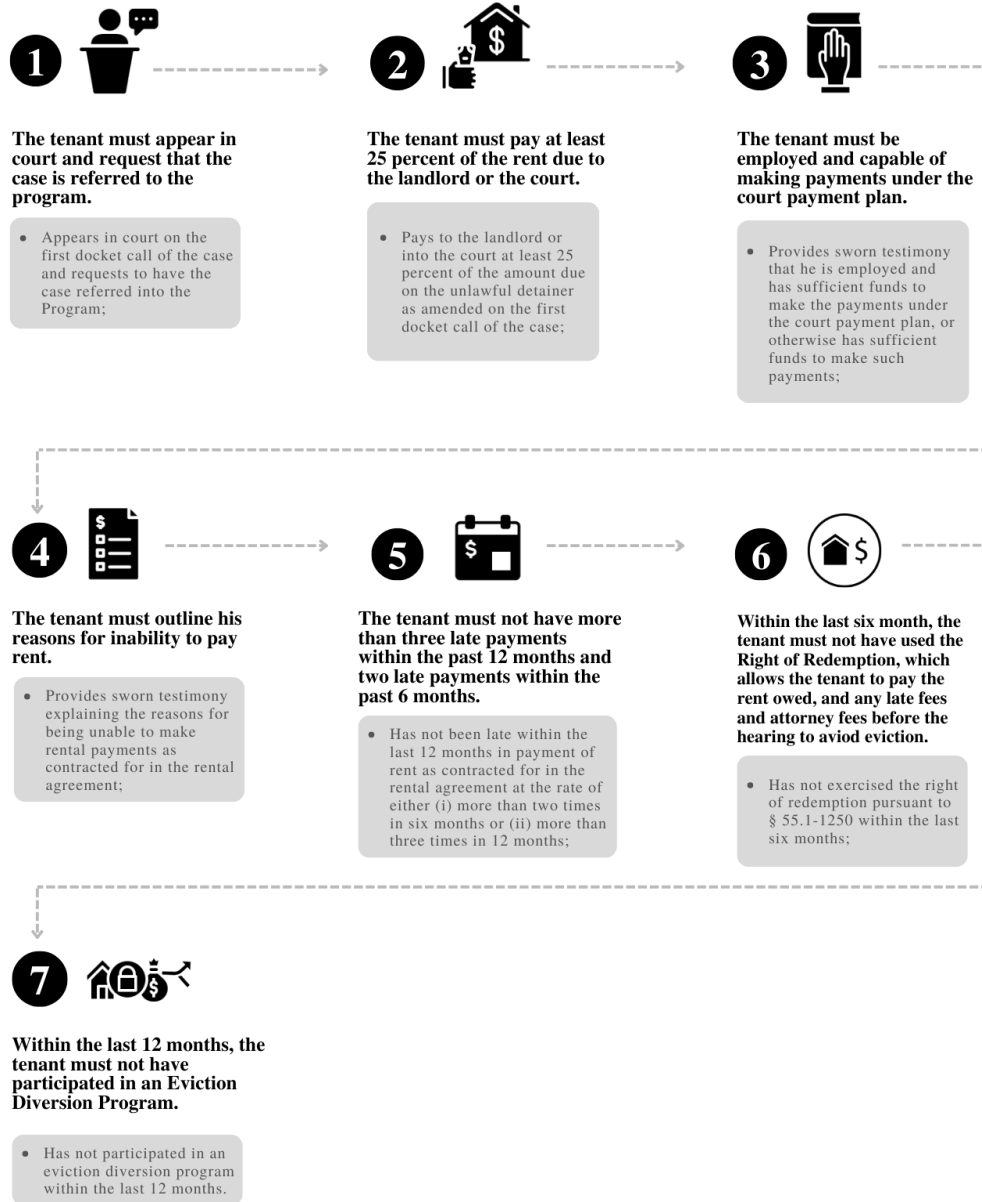 1
The tenant must appear in
court and request that the
case is referred to the
program.
• Appears in court on the
first docket call of the case
and requests to have the
case referred into the
Program;
2
$
The tenant must pay at least
25 percent of the rent due to
the landlord or the court.
• Pays to the landlord or
into the court at least 25
percent of the amount due
on the unlawful detainer
as amended on the first
docket call of the case;
3
The tenant must be
employed and capable of
making payments under the
court payment plan.
• Provides sworn testimony
that he is employed and
has sufficient funds to
make the payments under
the court payment plan, or
otherwise has sufficient
funds to make such
payments;
4
$
The tenant must outline his
reasons for inability to pay
rent.
• Provides sworn testimony
explaining the reasons for
being unable to make
rental payments as
contracted for in the rental
agreement;
5
$
The tenant must not have more
than three late payments
within the past 12 months and
two late payments within the
past 6 months.
• Has not been late within the
last 12 months in payment of
rent as contracted for in the
rental agreement at the rate of
either (i) more than two times
in six months or (ii) more than
three times in 12 months;
6
$
Within the last six month, the
tenant must not have used the
Right of Redemption, which
allows the tenant to pay the
rent owed, and any late fees
and attorney fees before the
hearing to aviod eviction.
• Has not exercised the right
of redemption pursuant to
§ 55.1-1250 within the last
six months;
7
$
Within the last 12 months, the
tenant must not have
participated in an Eviction
Diversion Program.
• Has not participated in an
eviction diversion program
within the last 12 months.